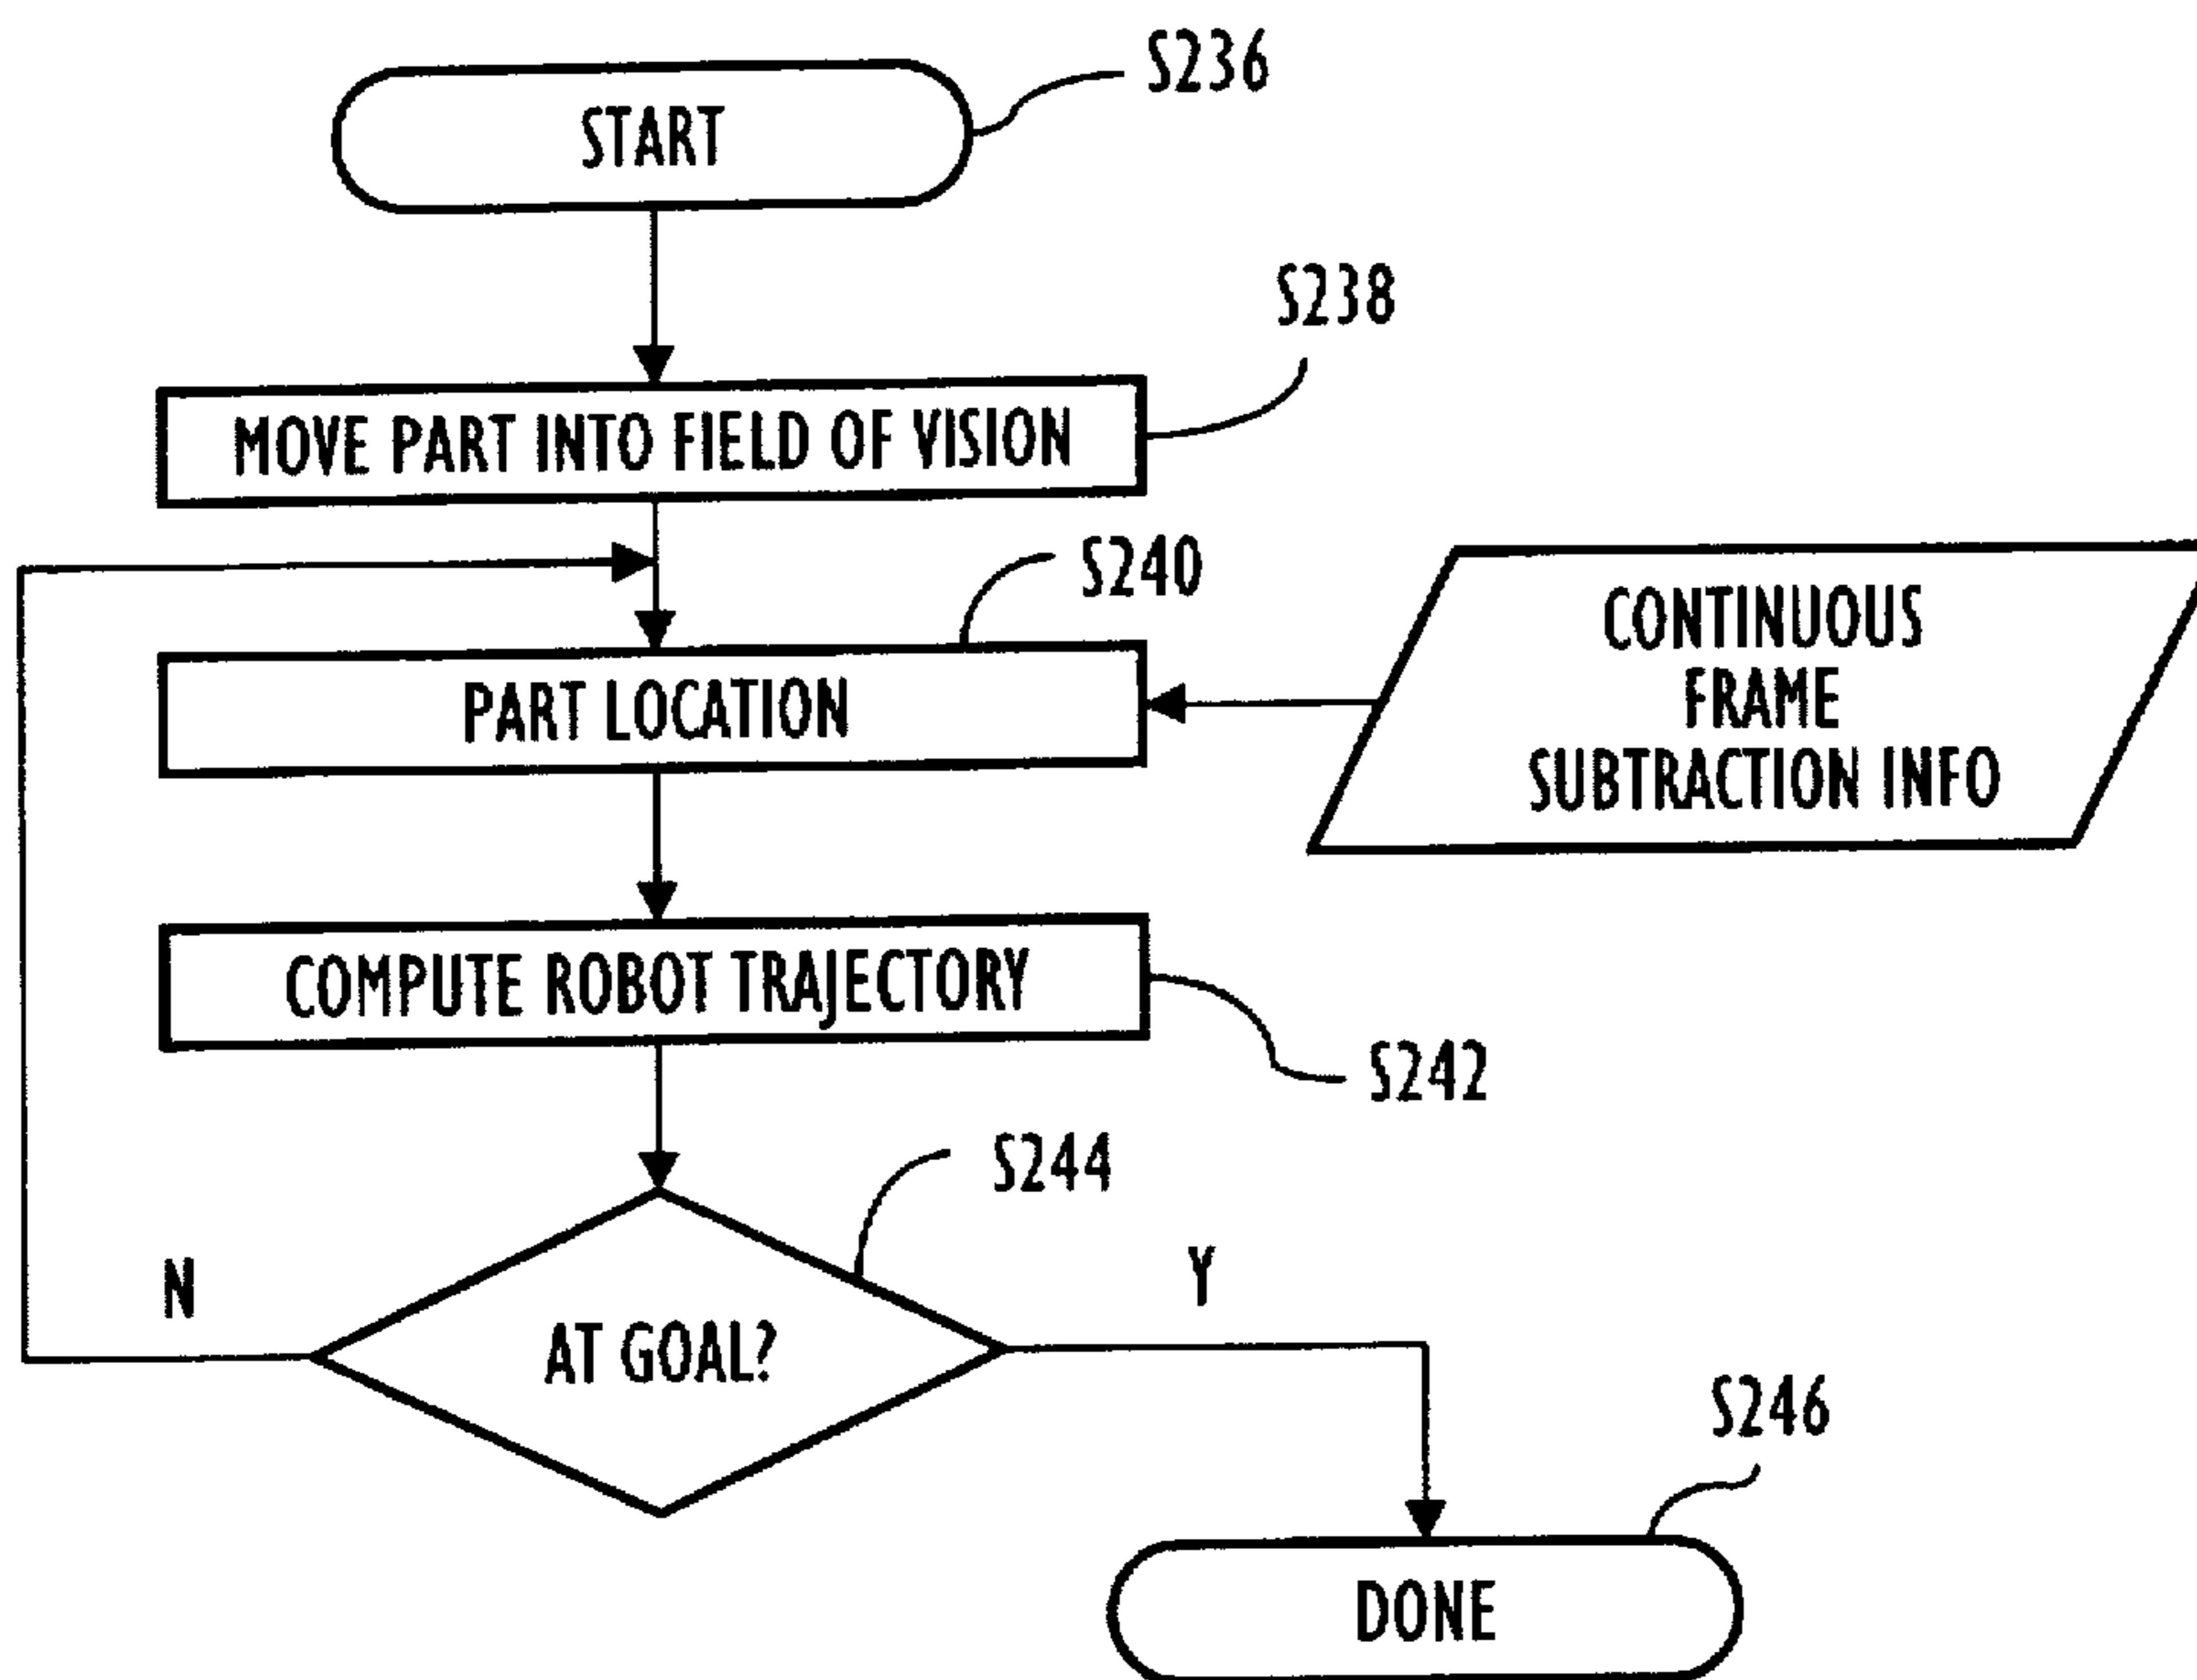 START
S236
MOVE PART INTO FIELD OF VISION
S238
S240
PART LOCATION
CONTINUOUS
FRAME
SUBTRACTION INFO
COMPUTE ROBOT TRAJECTORY
S242
S244
N
Y
AT GOAL?
S246
DONE